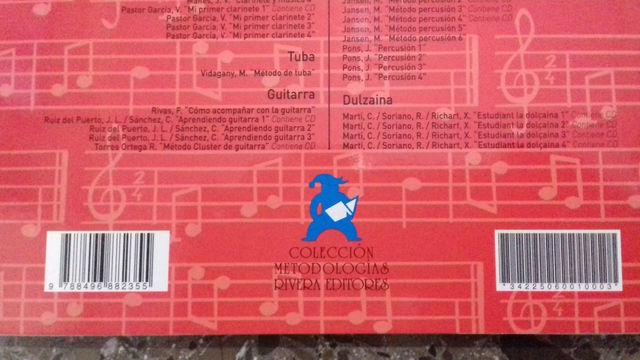 Pastor García, V. "Mi primer clarinete 1" Contiene CD
Pastor García, V. "Mi primer clarinete 2"
Pastor García, V. "Mi primer clarinete 3"
Pastor García, V. "Mi primer clarinete 4"
Tuba
Vidagany, M. "Método de tuba"
Guitarra
Rivas, F. "Cómo acompañar con la guitarra"
Ruiz del Puerto, J. L. / Sánchez, C. "Aprendiendo guitarra 1" Contiene CD
Ruiz del Puerto, J. L. / Sánchez, C. "Aprendiendo guitarra 2"
Ruiz del Puerto, J. L. / Sánchez, C. "Aprendiendo guitarra 3"
Torres Ortega R, "Método Cluster de guitarra" Contiene CD
Jansen, M. "Método percusión 3" Contiene CD
Jansen, M. "Método percusión 4" Contiene CD
Jansen, M. "Método percusión 5"
Jansen, M. "Método percusión 6"
Pons, J. "Percusión 1"
Pons, J. "Percusión 2"
Pons, J. "Percusión 3"
Pons, J. "Percusión 4"
Dulzaina
Martí, C. / Soriano, R. / Richart, X. "Estudiant la dolçaina 1" Contiene CD
Martí, C. / Soriano, R. / Richart, X. "Estudiant la dolçaina 2" Contiene CD
Martí, C. / Soriano, R. / Richart, X. "Estudiant la dolçaina 3" Contiene CD
Martí, C. / Soriano, R. / Richart, X. "Estudiant la dolçaina 4" Contiene CD
COLECCIÓN
METODOLOGÍAS
RIVERA EDITORES
9 788496 882355
*34225060010003*